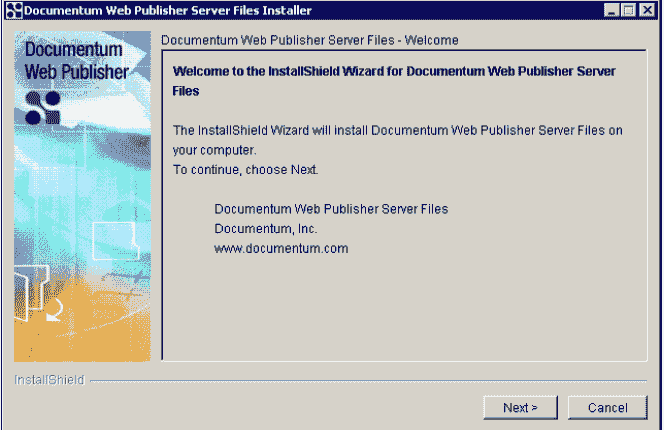 Documentum Web Publisher Server Files Installer
Documentum
Web Publisher
Documentum Web Publisher Server Files - Welcome
Welcome to the InstallShield Wizard for Documentum Web Publisher Server
Files
The InstallShield Wizard will install Documentum Web Publisher Server Files on
your computer.
To continue, choose Next.
Documentum Web Publisher Server Files
Documentum, Inc.
www.documentum.com
InstallShield
Next >
Cancel